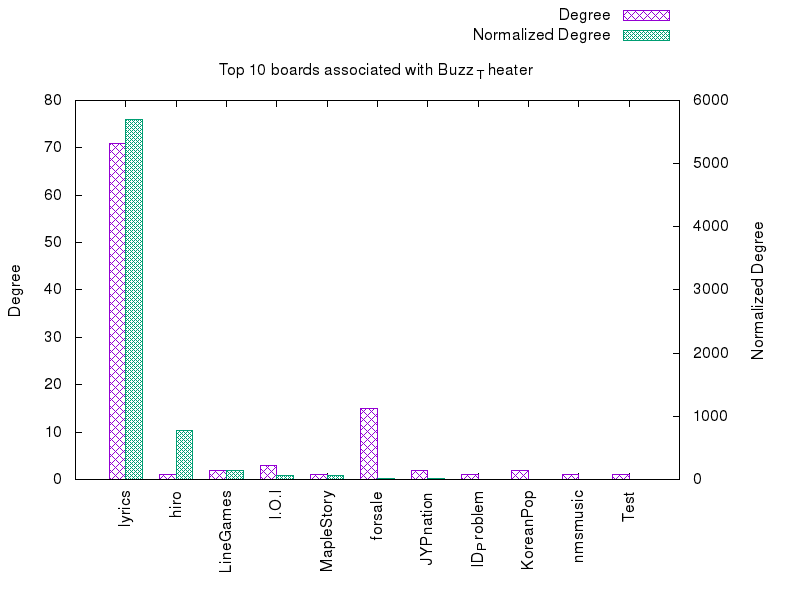 Degree
Normalized Degree
Top 10 boards associated with Buzz_T heater
80
70
60
50
40
30
20
10
0
6000
5000
4000
3000
2000
1000
0
Degree
Normalized Degree
lyrics
hiro
LineGames
I.O.I
MapleStory
forsale
JYPnation
ID_P roblem
KoreanPop
nmsmusic
Test